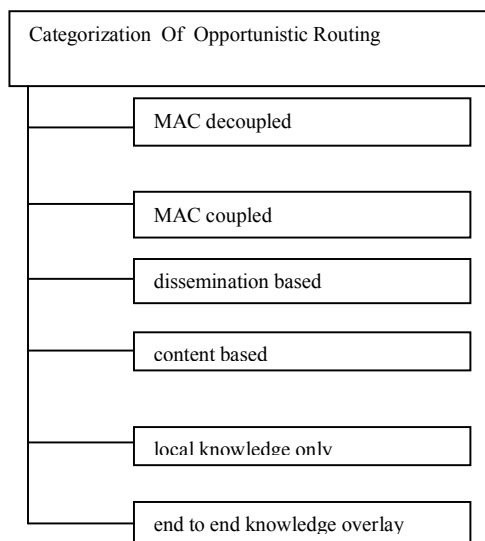 Categorization Of Opportunistic Routing
MAC decoupled
MAC coupled
dissemination based
content based
local knowledge only
end to end knowledge overlay